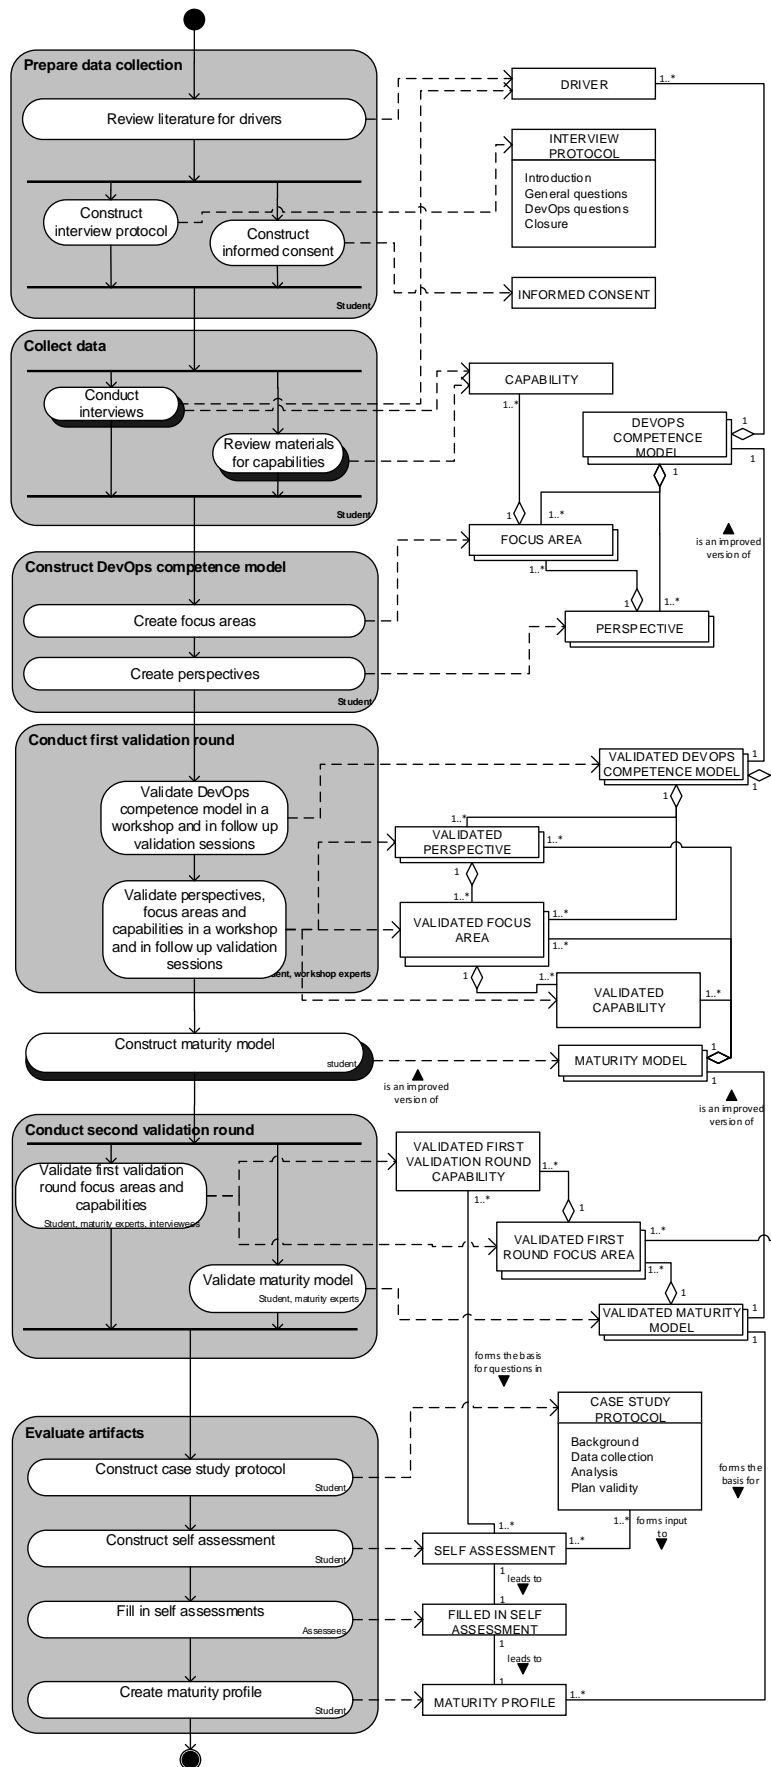 Prepare data collection
Review literature for drivers
Construct
interview protocol
Construct
informed consent
Student
DRIVER
1..*
INTERVIEW
PROTOCOL
Introduction
General questions
DevOps questions
Closure
INFORMED CONSENT
Collect data
Conduct
interviews
Review materials
for capabilities
Student
CAPABILITY
1..*
DEVOPS
COMPETENCE
MODEL
1
1
1
1..*
1
FOCUS AREA
1..*
1
1..*
PERSPECTIVE
is an improved
version of
Construct DevOps competence model
Create focus areas
Create perspectives
Student
Conduct first validation round
Validate DevOps
competence model in a
workshop and in follow up
validation sessions
Validate perspectives,
focus areas and
capabilities in a workshop
and in follow up validation
sessions
dent, workshop experts
VALIDATED DEVOPS
COMPETENCE MODEL
1
1
1
1..*
VALIDATED
PERSPECTIVE
1..*
1
1..*
VALIDATED FOCUS
AREA
1..*
1..*
1
1..*
VALIDATED
CAPABILITY
1..*
Construct maturity model
student
is an improved
version of
MATURITY MODEL
1
1
is an improved
version of
Conduct second validation round
Validate first validation
round focus areas and
capabilities
Student, maturity experts, interviewees
Validate maturity model
Student, maturity experts
VALIDATED FIRST
VALIDATION ROUND
CAPABILITY
1..*
1..*
1
VALIDATED FIRST
ROUND FOCUS AREA
1..*
1..*
1
VALIDATED MATURITY
MODEL
1
1
forms the basis
for questions in
Evaluate artifacts
Construct case study protocol
Student
Construct self assessment
Student
Fill in self assessments
Assessees
Create maturity profile
Student
CASE STUDY
PROTOCOL
Background
Data collection
Analysis
Plan validity
1..*
forms input
to
forms the
basis for
1..*
SELF ASSESSMENT
1..*
1
leads to
1
FILLED IN SELF
ASSESSMENT
1
leads to
1
MATURITY PROFILE
1..*